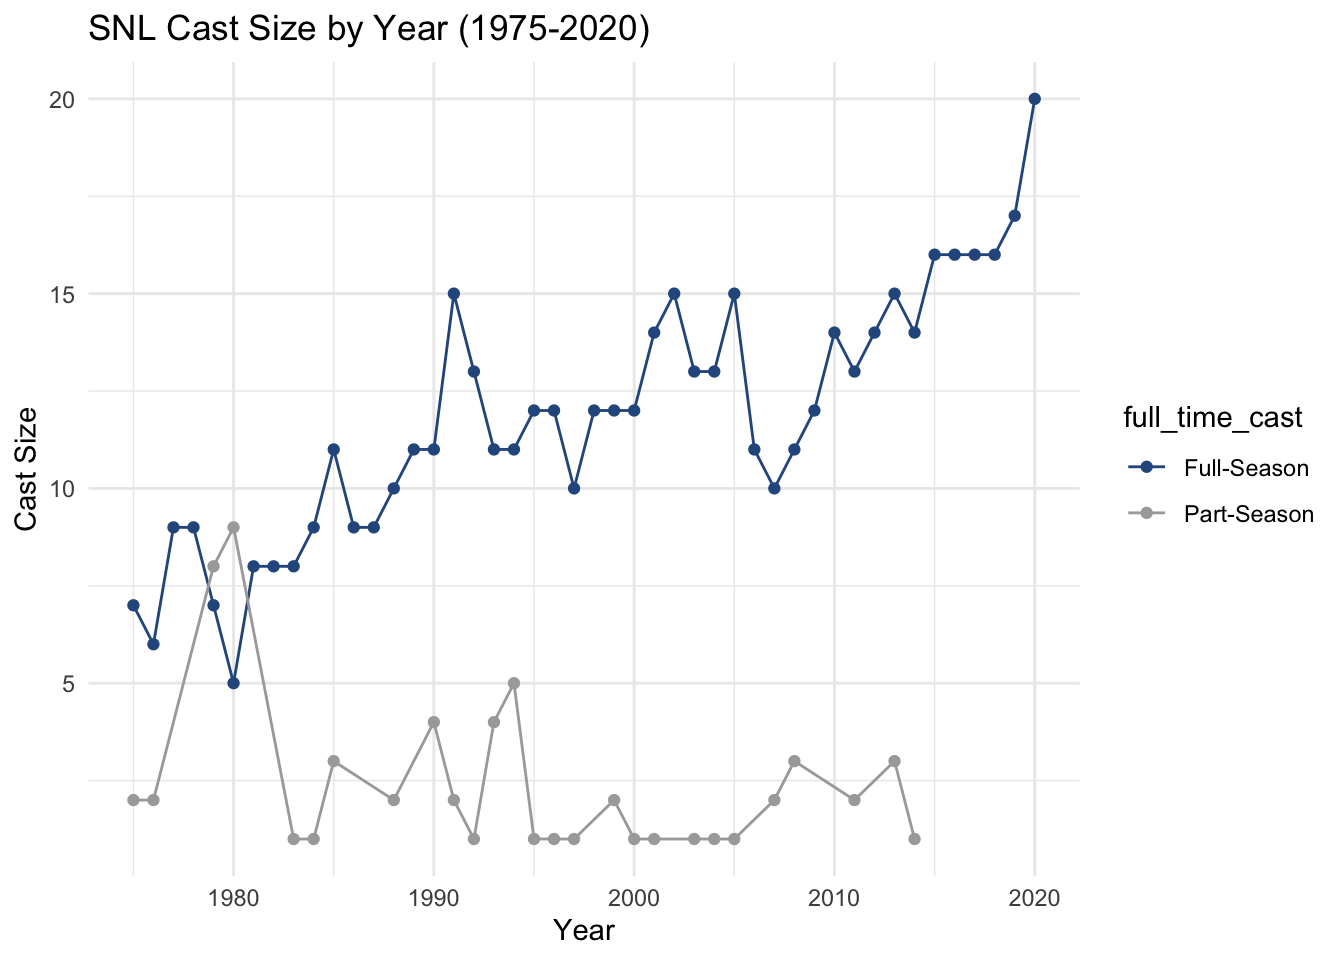 SNL Cast Size by Year (1975-2020)
20
15
10
5
Cast Size
1980
1990
2000
2010
2020
Year
full_time_cast
Full-Season
Part-Season